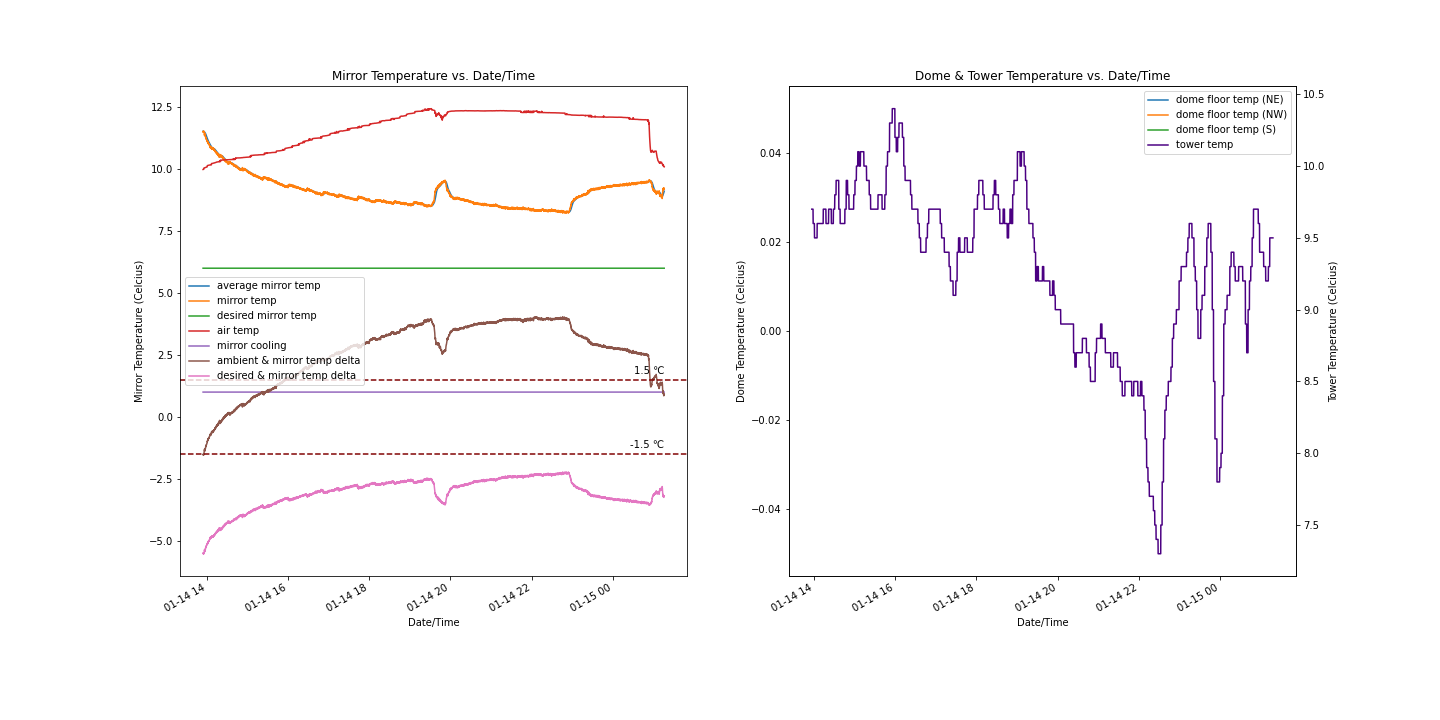 Mirror Temperature vs. Date/Time
Mirror Temperature (Celcius)
12.5
10.0
7.5
5.0
2.5
0.0
−2.5
−5.0
average mirror temp
mirror temp
desired mirror temp
air temp
mirror cooling
ambient & mirror temp delta
desired & mirror temp delta
1.5 °C
-1.5 °C
01-14 14
01-14 16
01-14 18
01-14 20
01-14 22
01-15 00
Date/Time
Dome & Tower Temperature vs. Date/Time
Dome Temperature (Celcius)
0.04
0.02
0.00
−0.02
−0.04
dome floor temp (NE)
dome floor temp (NW)
dome floor temp (S)
tower temp
10.5
10.0
9.5
9.0
8.5
8.0
7.5
Tower Temperature (Celcius)
01-14 14
01-14 16
01-14 18
01-14 20
01-14 22
01-15 00
Date/Time